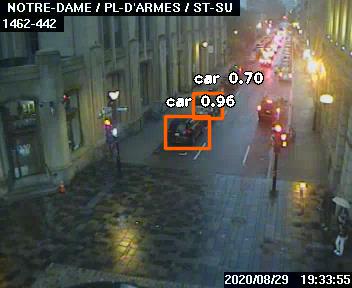 NOTRE-DAME / PL-D'ARMES / ST-SU
1462-442
car 0.70
car 0.96
2020/08/29 19:33:55